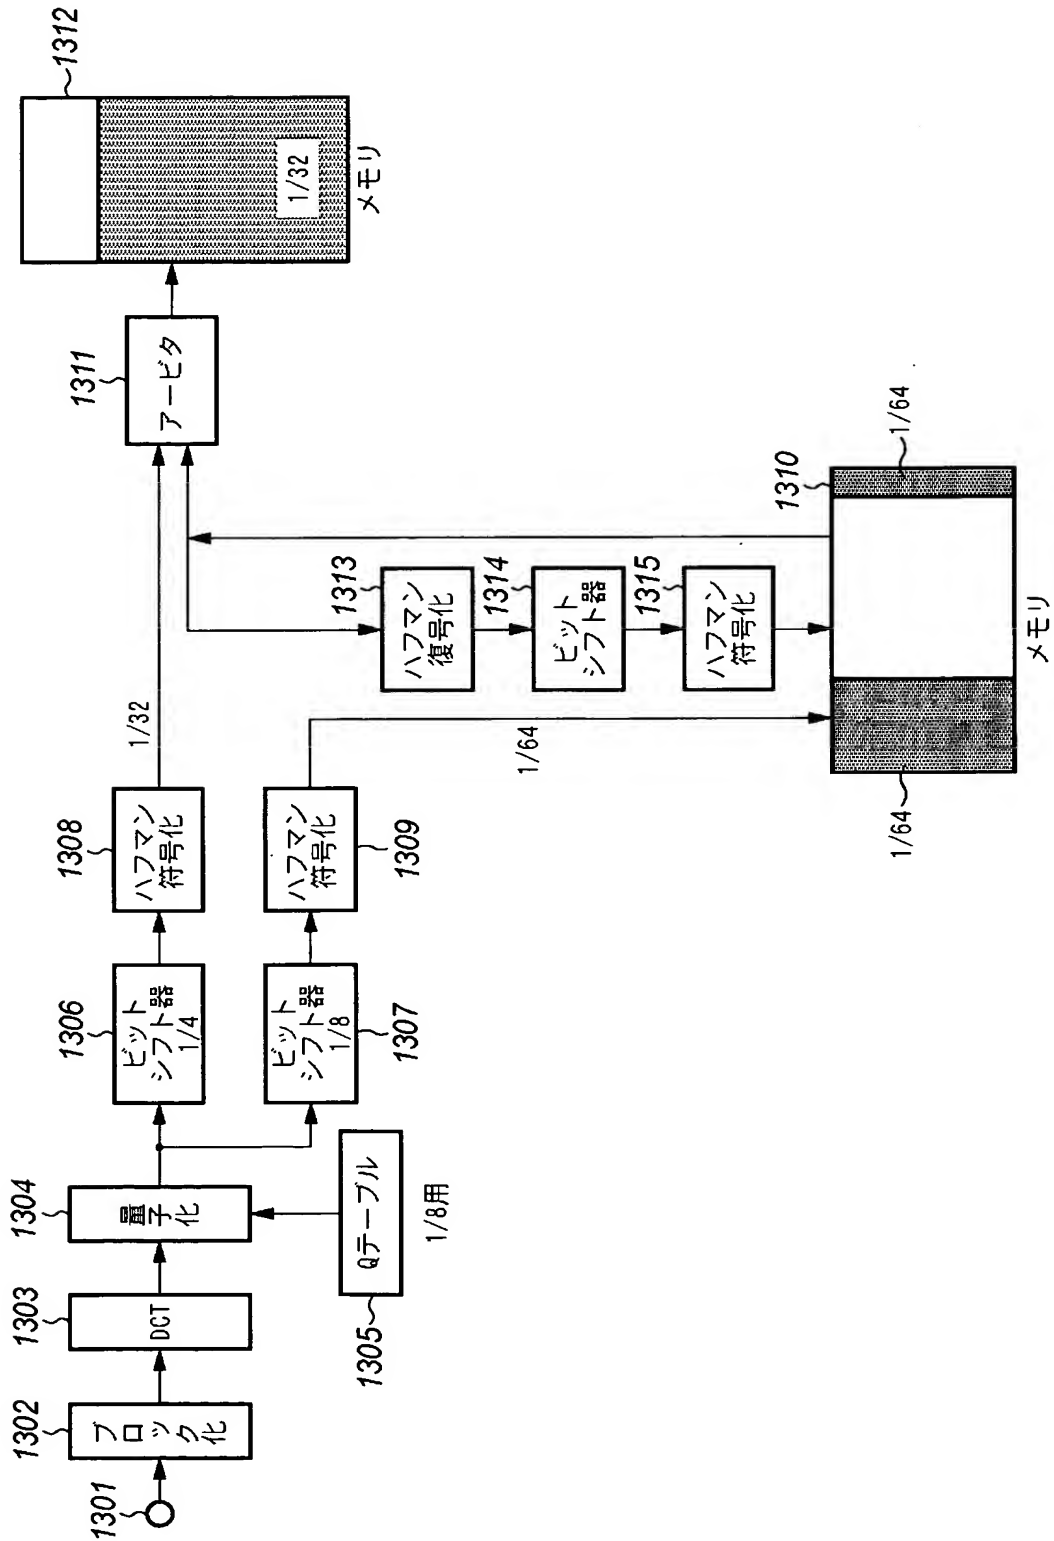 1301
1302
ブロック化
1303
DCT
1304
量子化
1305
Qテーブル
1/8用
1306
ビット
シフト器
1/4
1307
ビット
シフト器
1/8
1308
ハフマン
符号化
1309
ハフマン
符号化
1/32
1/64
1311
アービタ
1312
1/32
メモリ
1313
ハフマン
復号化
1314
ビット
シフト器
1315
ハフマン
符号化
1310
1/64
1/64
メモリ